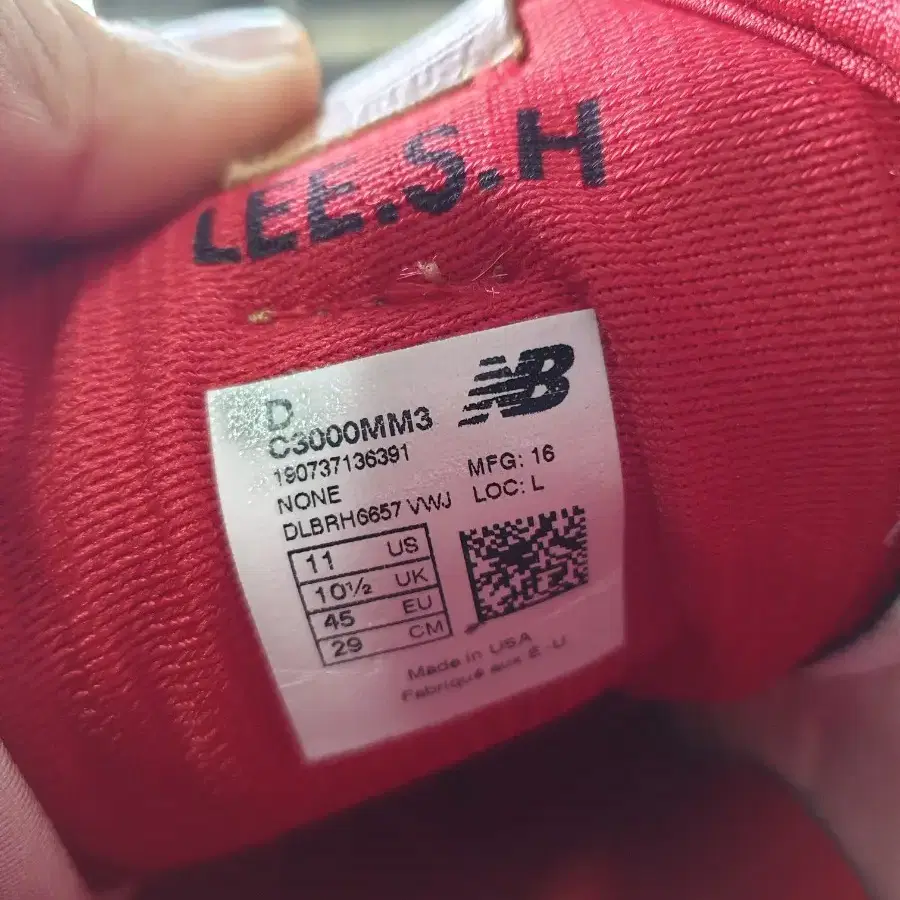 LEE.S.H
NB
D
C3000MM3
190737136391
NONE
DLBRH6657 VWJ
MFG: 16
LOC: L
11 US
10½ UK
45 EU
29 CM
Made in USA
Fabriqué aux É-U